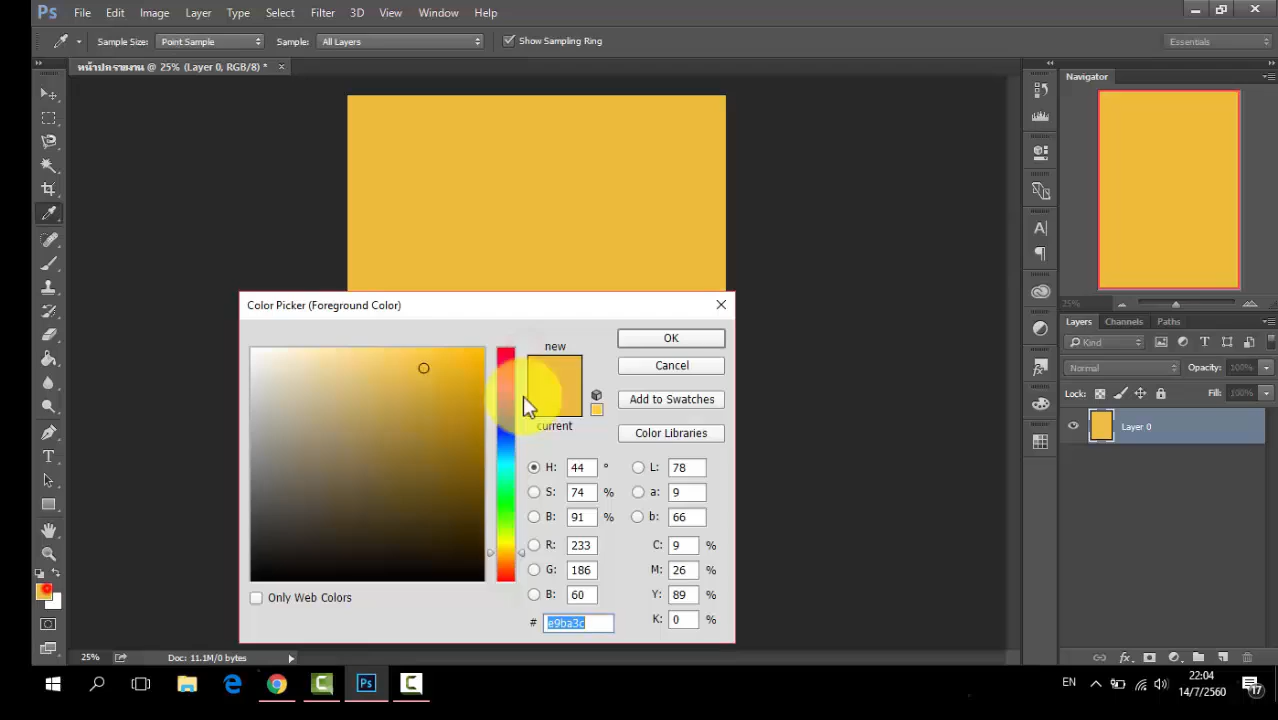 Ps File Edit Image Layer Type Select Filter 3D View Window Help
Sample Size: Point Sample Sample: All Layers Show Sampling Ring Essentials
หน้าปกรายงาน @ 25% (Layer 0, RGB/8) *
Navigator
25%
Color Picker (Foreground Color)
new
current
OK
Cancel
Add to Swatches
Color Libraries
H: 44 ° L: 78
S: 74 % a: 9
B: 91 % b: 66
R: 233 C: 9 %
G: 186 M: 26 %
B: 60 Y: 89 %
# e9ba3c K: 0 %
Only Web Colors
Layers Channels Paths
Kind
Normal Opacity: 100%
Lock: Fill: 100%
Layer 0
25% Doc: 11.1M/0 bytes
EN 22:04
14/7/2560 17